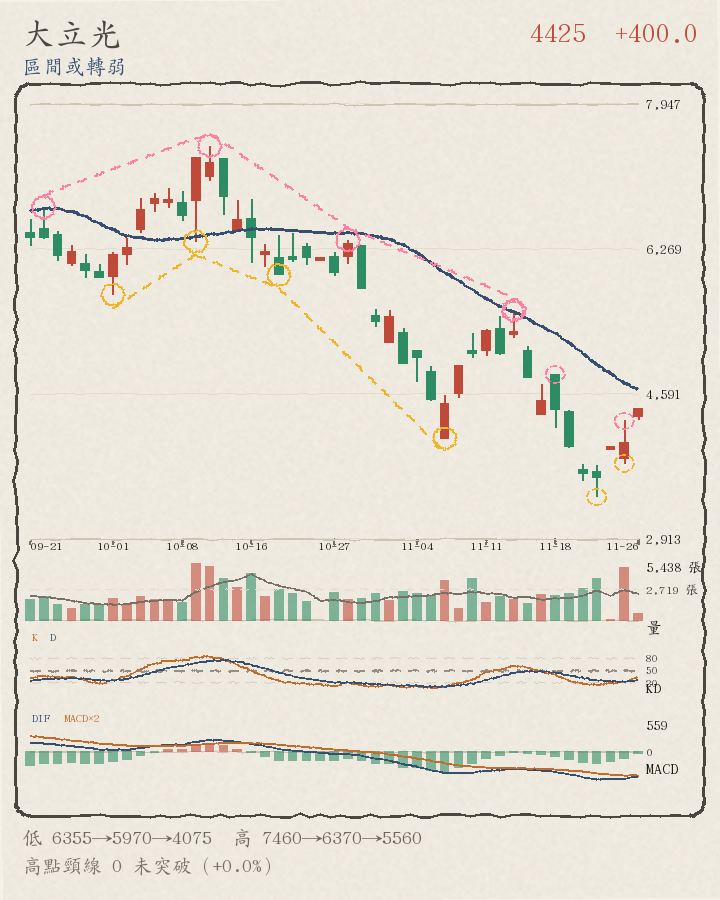 大立光
4425 +400.0
區間或轉弱
7,947
6,269
4,591
2,913
09-21 10-01 10-08 10-16 10-27 11-04 11-11 11-18 11-26
5,438 張
2,719 張
量
K D
80
50
20
KD
DIF MACD×2
559
0
MACD
低 6355→5970→4075 高 7460→6370→5560
高點頸線 0 未突破 (+0.0%)